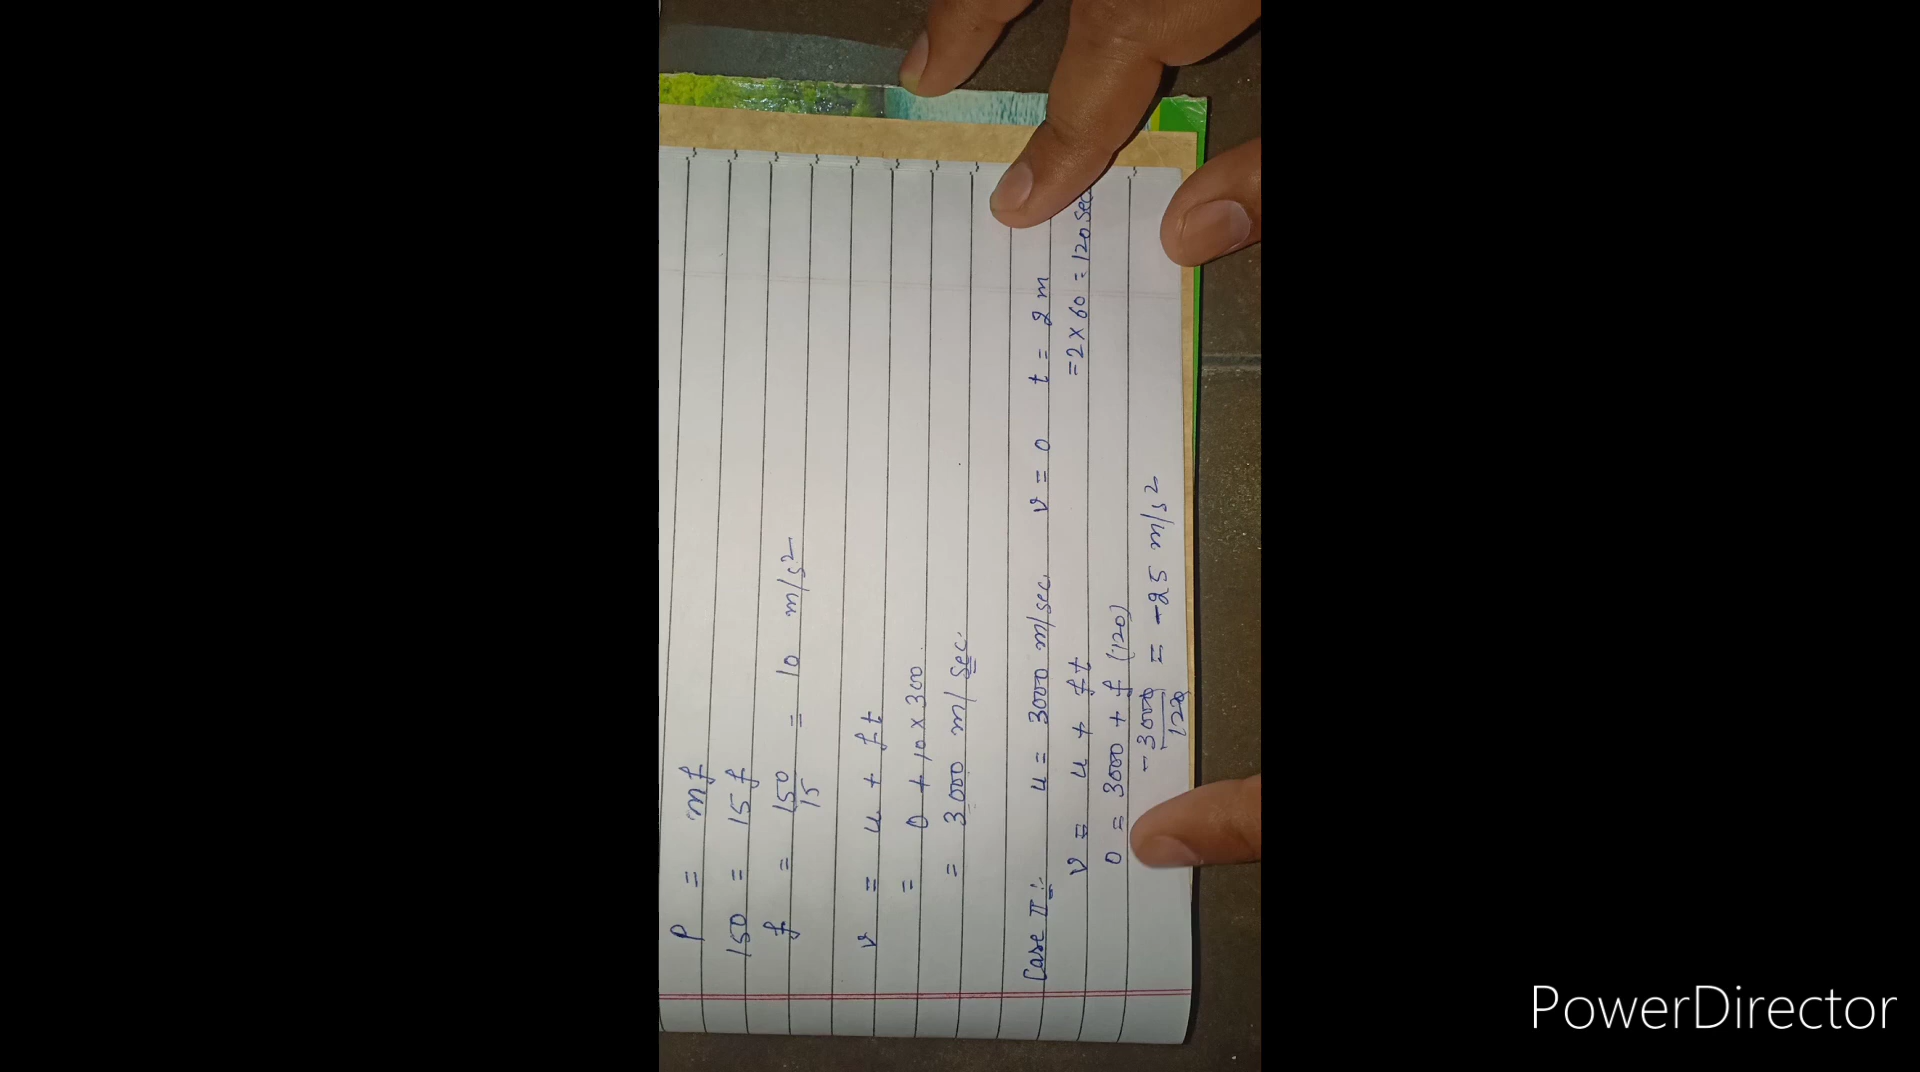 P = mf
150 = 15 f
f = 150/15 = 10 m/s²
v = u + ft
= 0 + 10 x 300.
= 3000 m/sec.
Case II :- u = 3000 m/sec. v = 0 t = 2 m
= 2 x 60 = 120 sec
v = u + ft
0 = 3000 + f (120)
-3000/120 = -25 m/s²
PowerDirector